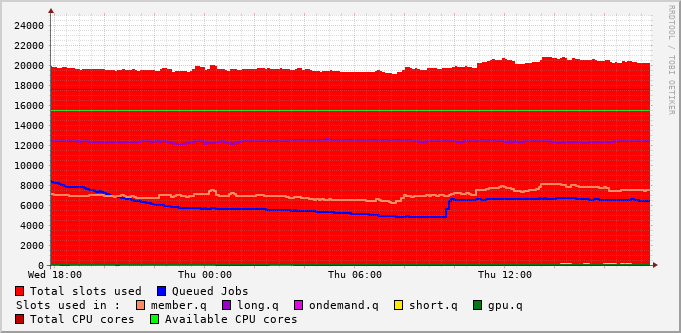 RRDTOOL / TOBI OETIKER
24000
22000
20000
18000
16000
14000
12000
10000
8000
6000
4000
2000
0
Wed 18:00 Thu 00:00 Thu 06:00 Thu 12:00
Total slots used Queued Jobs
Slots used in : member.q long.q ondemand.q short.q gpu.q
Total CPU cores Available CPU cores